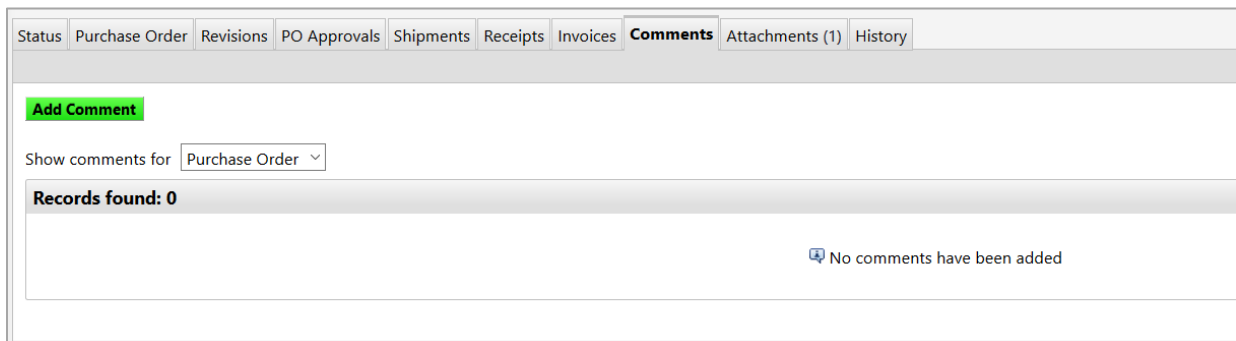 Status Purchase Order Revisions PO Approvals Shipments Receipts Invoices Comments Attachments (1) History
Add Comment
Show comments for Purchase Order
Records found: 0
No comments have been added